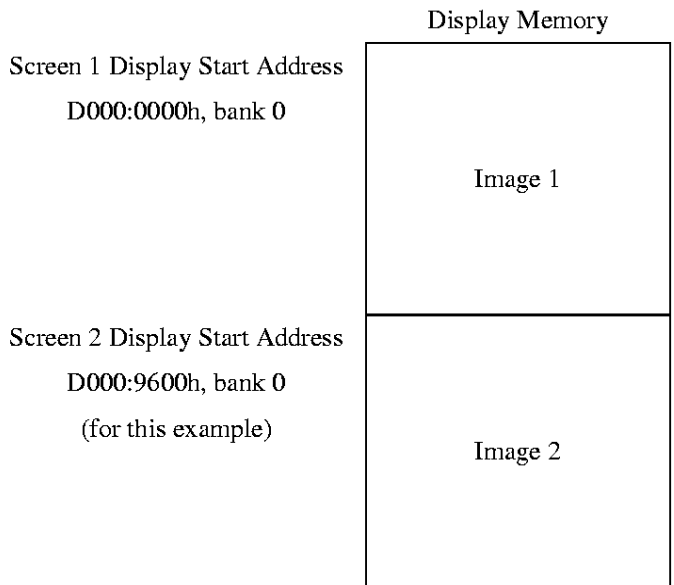 Display Memory
Screen 1 Display Start Address
D000:0000h, bank 0
Image 1
Screen 2 Display Start Address
D000:9600h, bank 0
(for this example)
Image 2